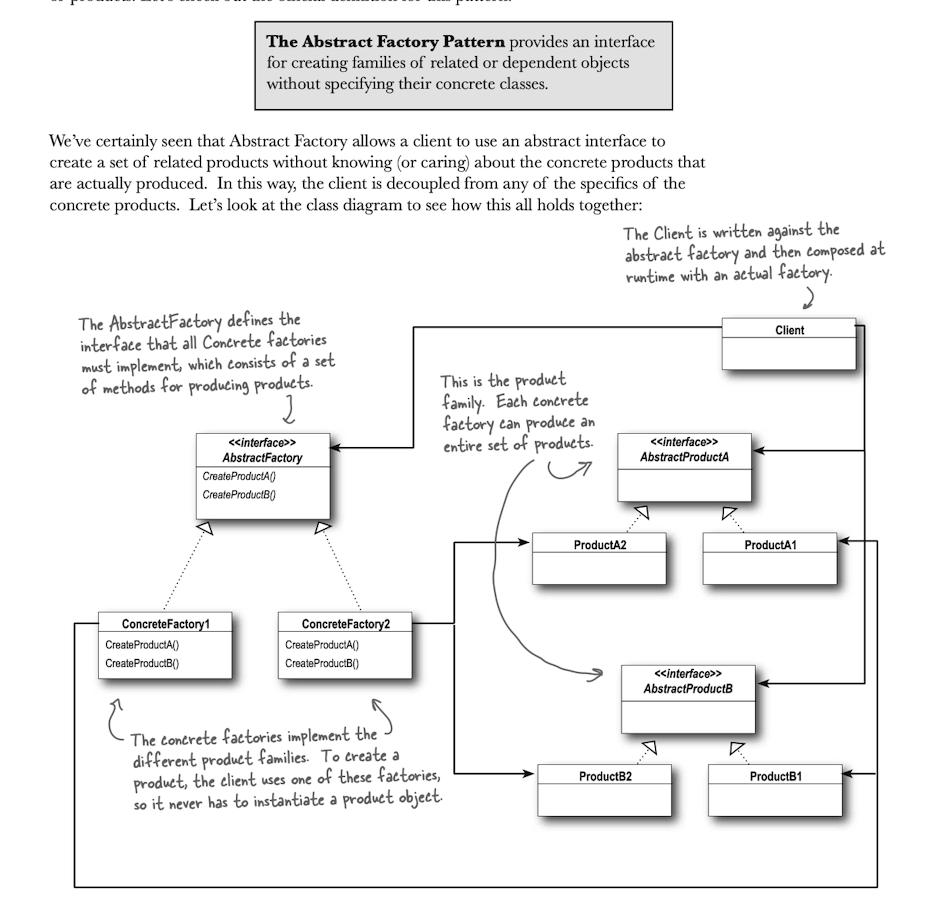 The Abstract Factory Pattern provides an interface
for creating families of related or dependent objects
without specifying their concrete classes.
We've certainly seen that Abstract Factory allows a client to use an abstract interface to
create a set of related products without knowing (or caring) about the concrete products that
are actually produced.  In this way, the client is decoupled from any of the specifics of the
concrete products.  Let's look at the class diagram to see how this all holds together:
The Client is written against the
abstract factory and then composed at
runtime with an actual factory.
Client
The AbstractFactory defines the
interface that all Concrete factories
must implement, which consists of a set
of methods for producing products.
This is the product
family.  Each concrete
factory can produce an
entire set of products.
<<interface>>
AbstractFactory
CreateProductA()
CreateProductB()
<<interface>>
AbstractProductA
ProductA2
ProductA1
ConcreteFactory1
CreateProductA()
CreateProductB()
ConcreteFactory2
CreateProductA()
CreateProductB()
<<interface>>
AbstractProductB
ProductB2
ProductB1
The concrete factories implement the
different product families.  To create a
product, the client uses one of these factories,
so it never has to instantiate a product object.